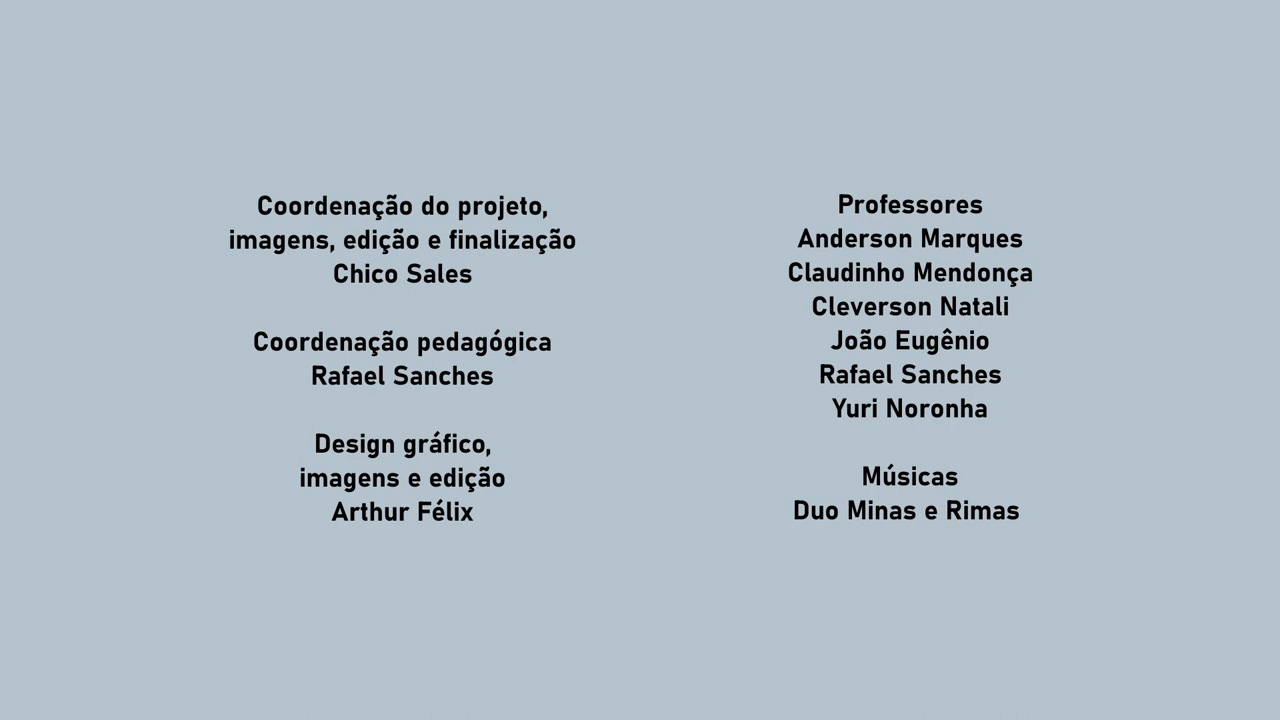 Coordenação do projeto,
imagens, edição e finalização
Chico Sales
Coordenação pedagógica
Rafael Sanches
Design gráfico,
imagens e edição
Arthur Félix
Professores
Anderson Marques
Claudinho Mendonça
Cleverson Natali
João Eugênio
Rafael Sanches
Yuri Noronha
Músicas
Duo Minas e Rimas